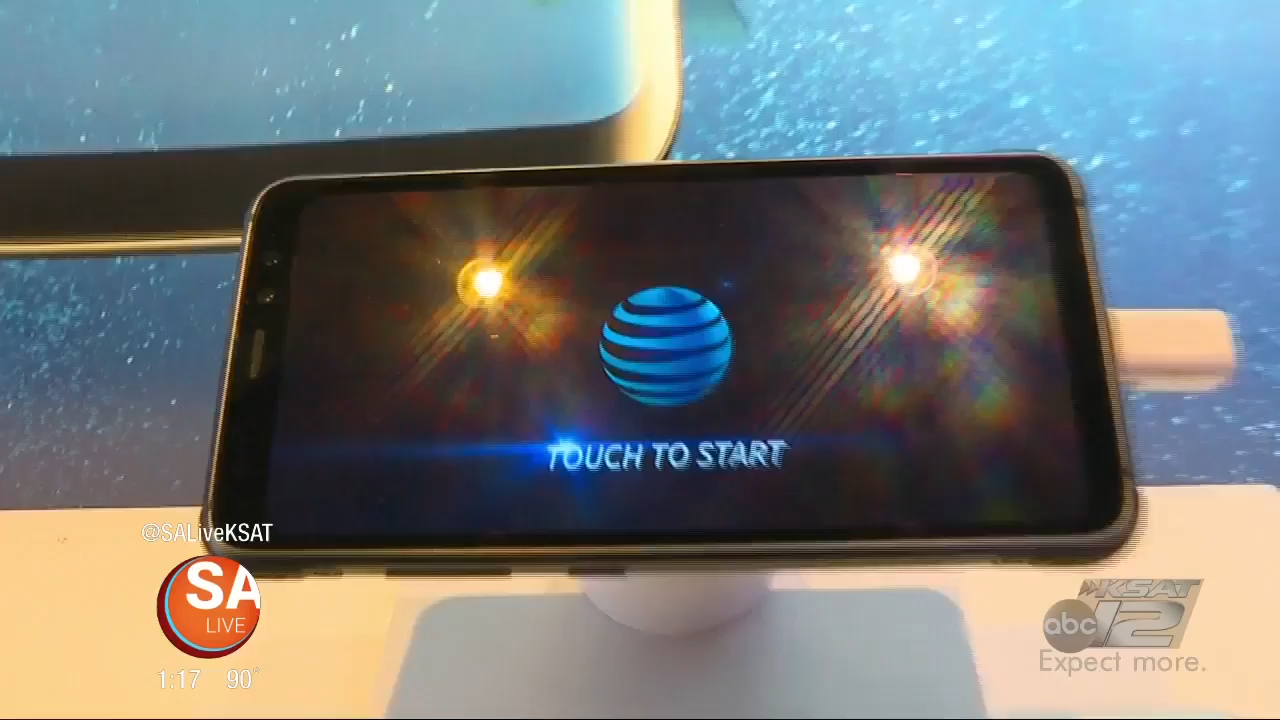 TOUCH TO START
@SALiveKSAT
SA
LIVE
1:17 90°
KSAT
abc 12
Expect more.